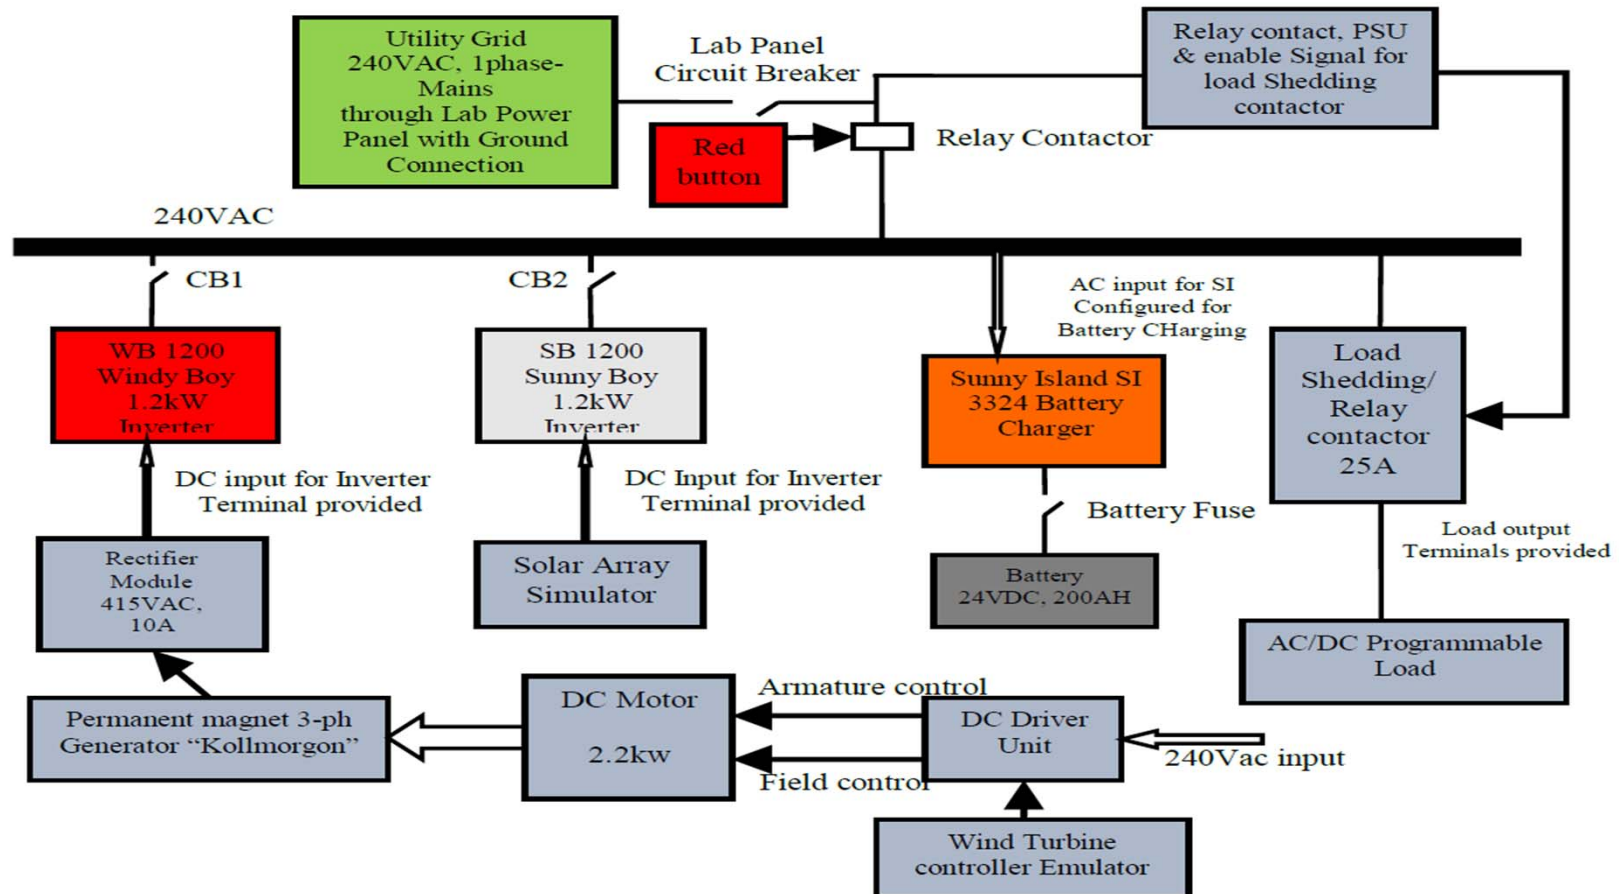 Utility Grid
240VAC, 1phase-
Mains
through Lab Power
Panel with Ground
Connection
Lab Panel
Circuit Breaker
Relay contact, PSU
& enable Signal for
load Shedding
contactor
Red
button
Relay Contactor
240VAC
CB1
CB2
AC input for SI
Configured for
Battery CHarging
WB 1200
Windy Boy
1.2kW
Inverter
SB 1200
Sunny Boy
1.2kW
Inverter
Sunny Island SI
3324 Battery
Charger
Load
Shedding/
Relay
contactor
25A
DC input for Inverter
Terminal provided
DC Input for Inverter
Terminal provided
Battery Fuse
Load output
Terminals provided
Rectifier
Module
415VAC,
10A
Solar Array
Simulator
Battery
24VDC, 200AH
AC/DC Programmable
Load
Permanent magnet 3-ph
Generator “Kollmorgon”
DC Motor
2.2kw
Armature control
Field control
DC Driver
Unit
240Vac input
Wind Turbine
controller Emulator